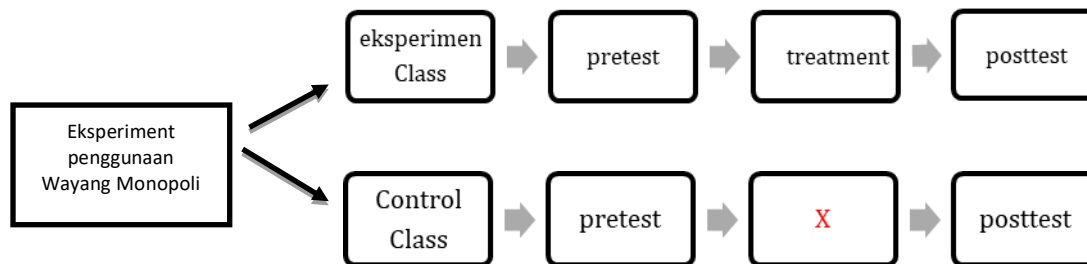 Eksperiment
penggunaan
Wayang Monopoli
eksperimen
Class
pretest
treatment
posttest
Control
Class
pretest
X
posttest